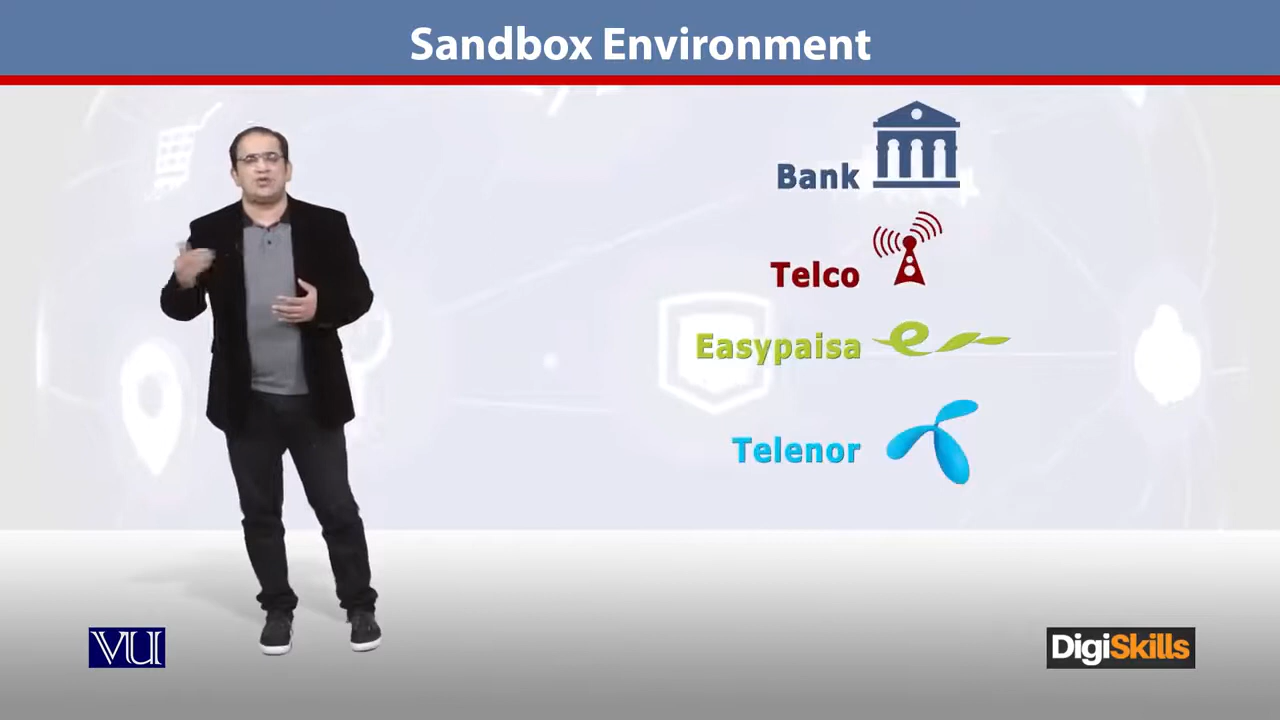 Sandbox Environment
Bank
Telco
Easypaisa
Telenor
VU
DigiSkills